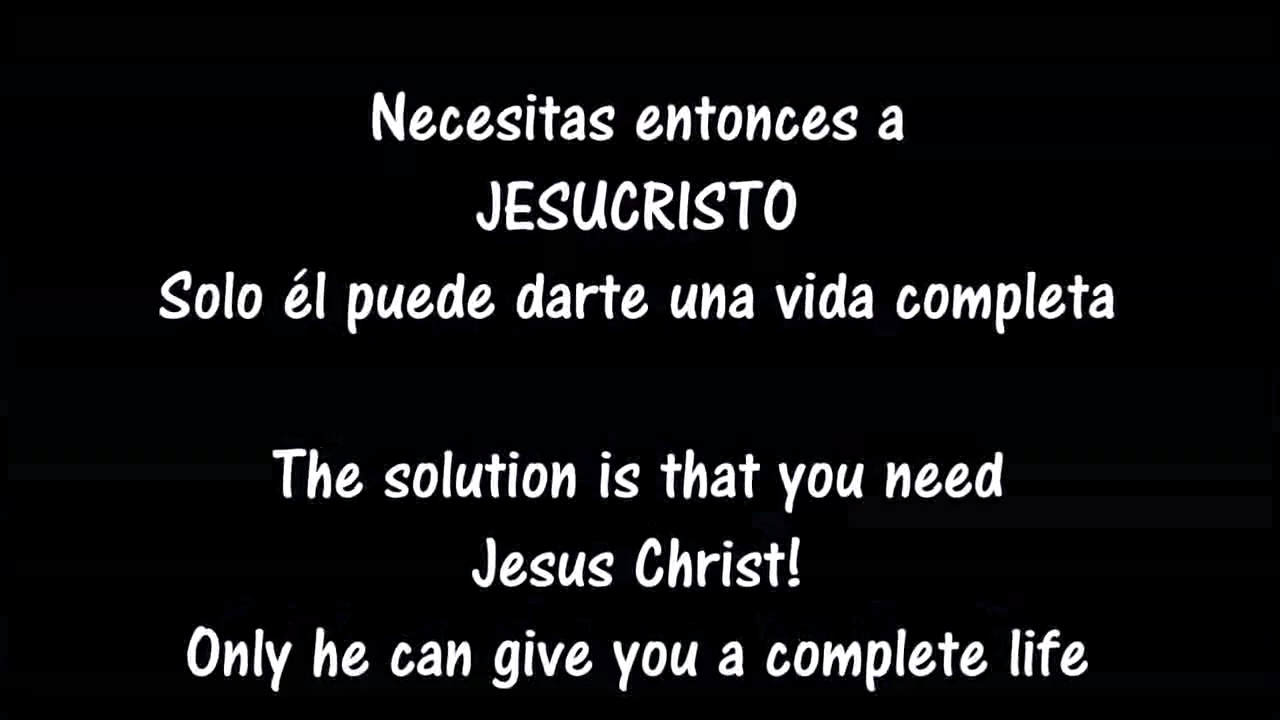 Necesitas entonces a
JESUCRISTO
Solo él puede darte una vida completa
The solution is that you need
Jesus Christ!
Only he can give you a complete life